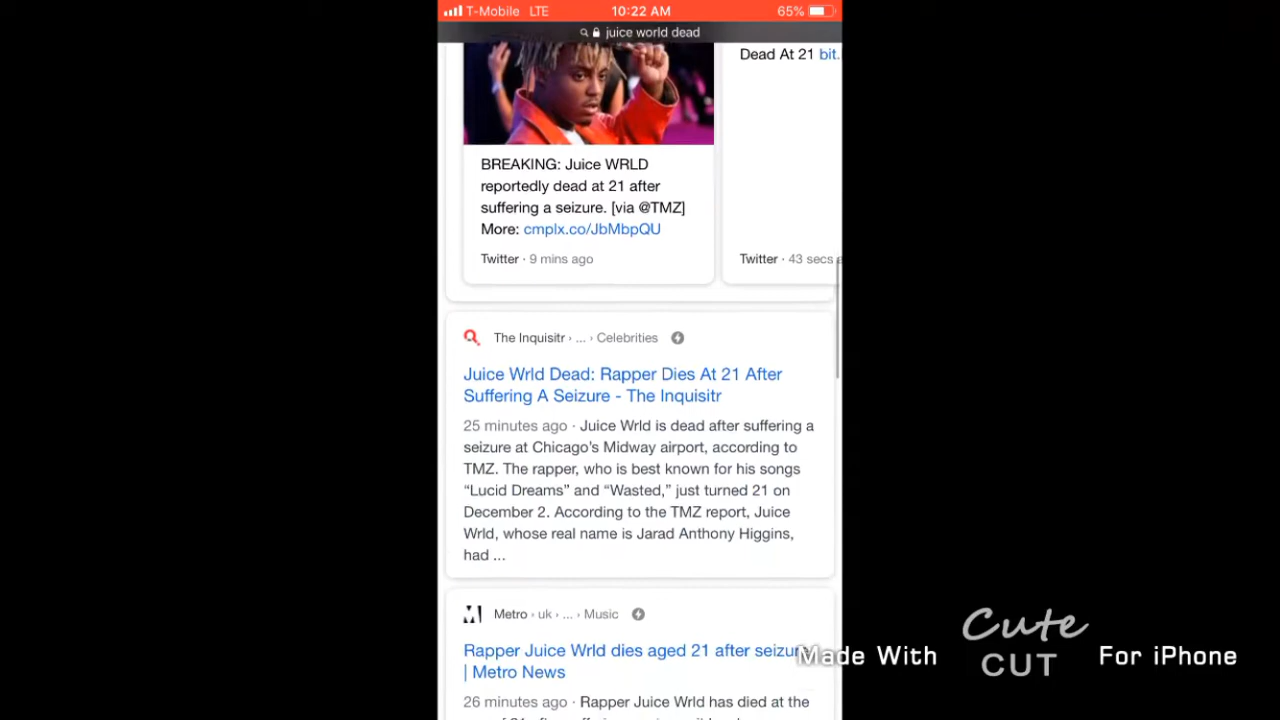 T-Mobile LTE 10:22 AM 65%
juice world dead
BREAKING: Juice WRLD
reportedly dead at 21 after
suffering a seizure. [via @TMZ]
More: cmplx.co/JbMbpQU
Twitter · 9 mins ago
Dead At 21 bit.
Twitter · 43 secs
The Inquisitr › ... › Celebrities
Juice Wrld Dead: Rapper Dies At 21 After
Suffering A Seizure - The Inquisitr
25 minutes ago · Juice Wrld is dead after suffering a
seizure at Chicago’s Midway airport, according to
TMZ. The rapper, who is best known for his songs
“Lucid Dreams” and “Wasted,” just turned 21 on
December 2. According to the TMZ report, Juice
Wrld, whose real name is Jarad Anthony Higgins,
had ...
Metro › uk › ... › Music
Rapper Juice Wrld dies aged 21 after seizure
| Metro News
26 minutes ago · Rapper Juice Wrld has died at the
Made With Cute CUT For iPhone